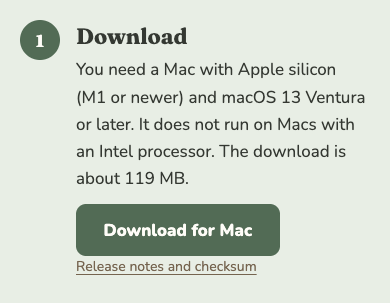 1
Download
You need a Mac with Apple silicon
(M1 or newer) and macOS 13 Ventura
or later. It does not run on Macs with
an Intel processor. The download is
about 119 MB.
Download for Mac
Release notes and checksum